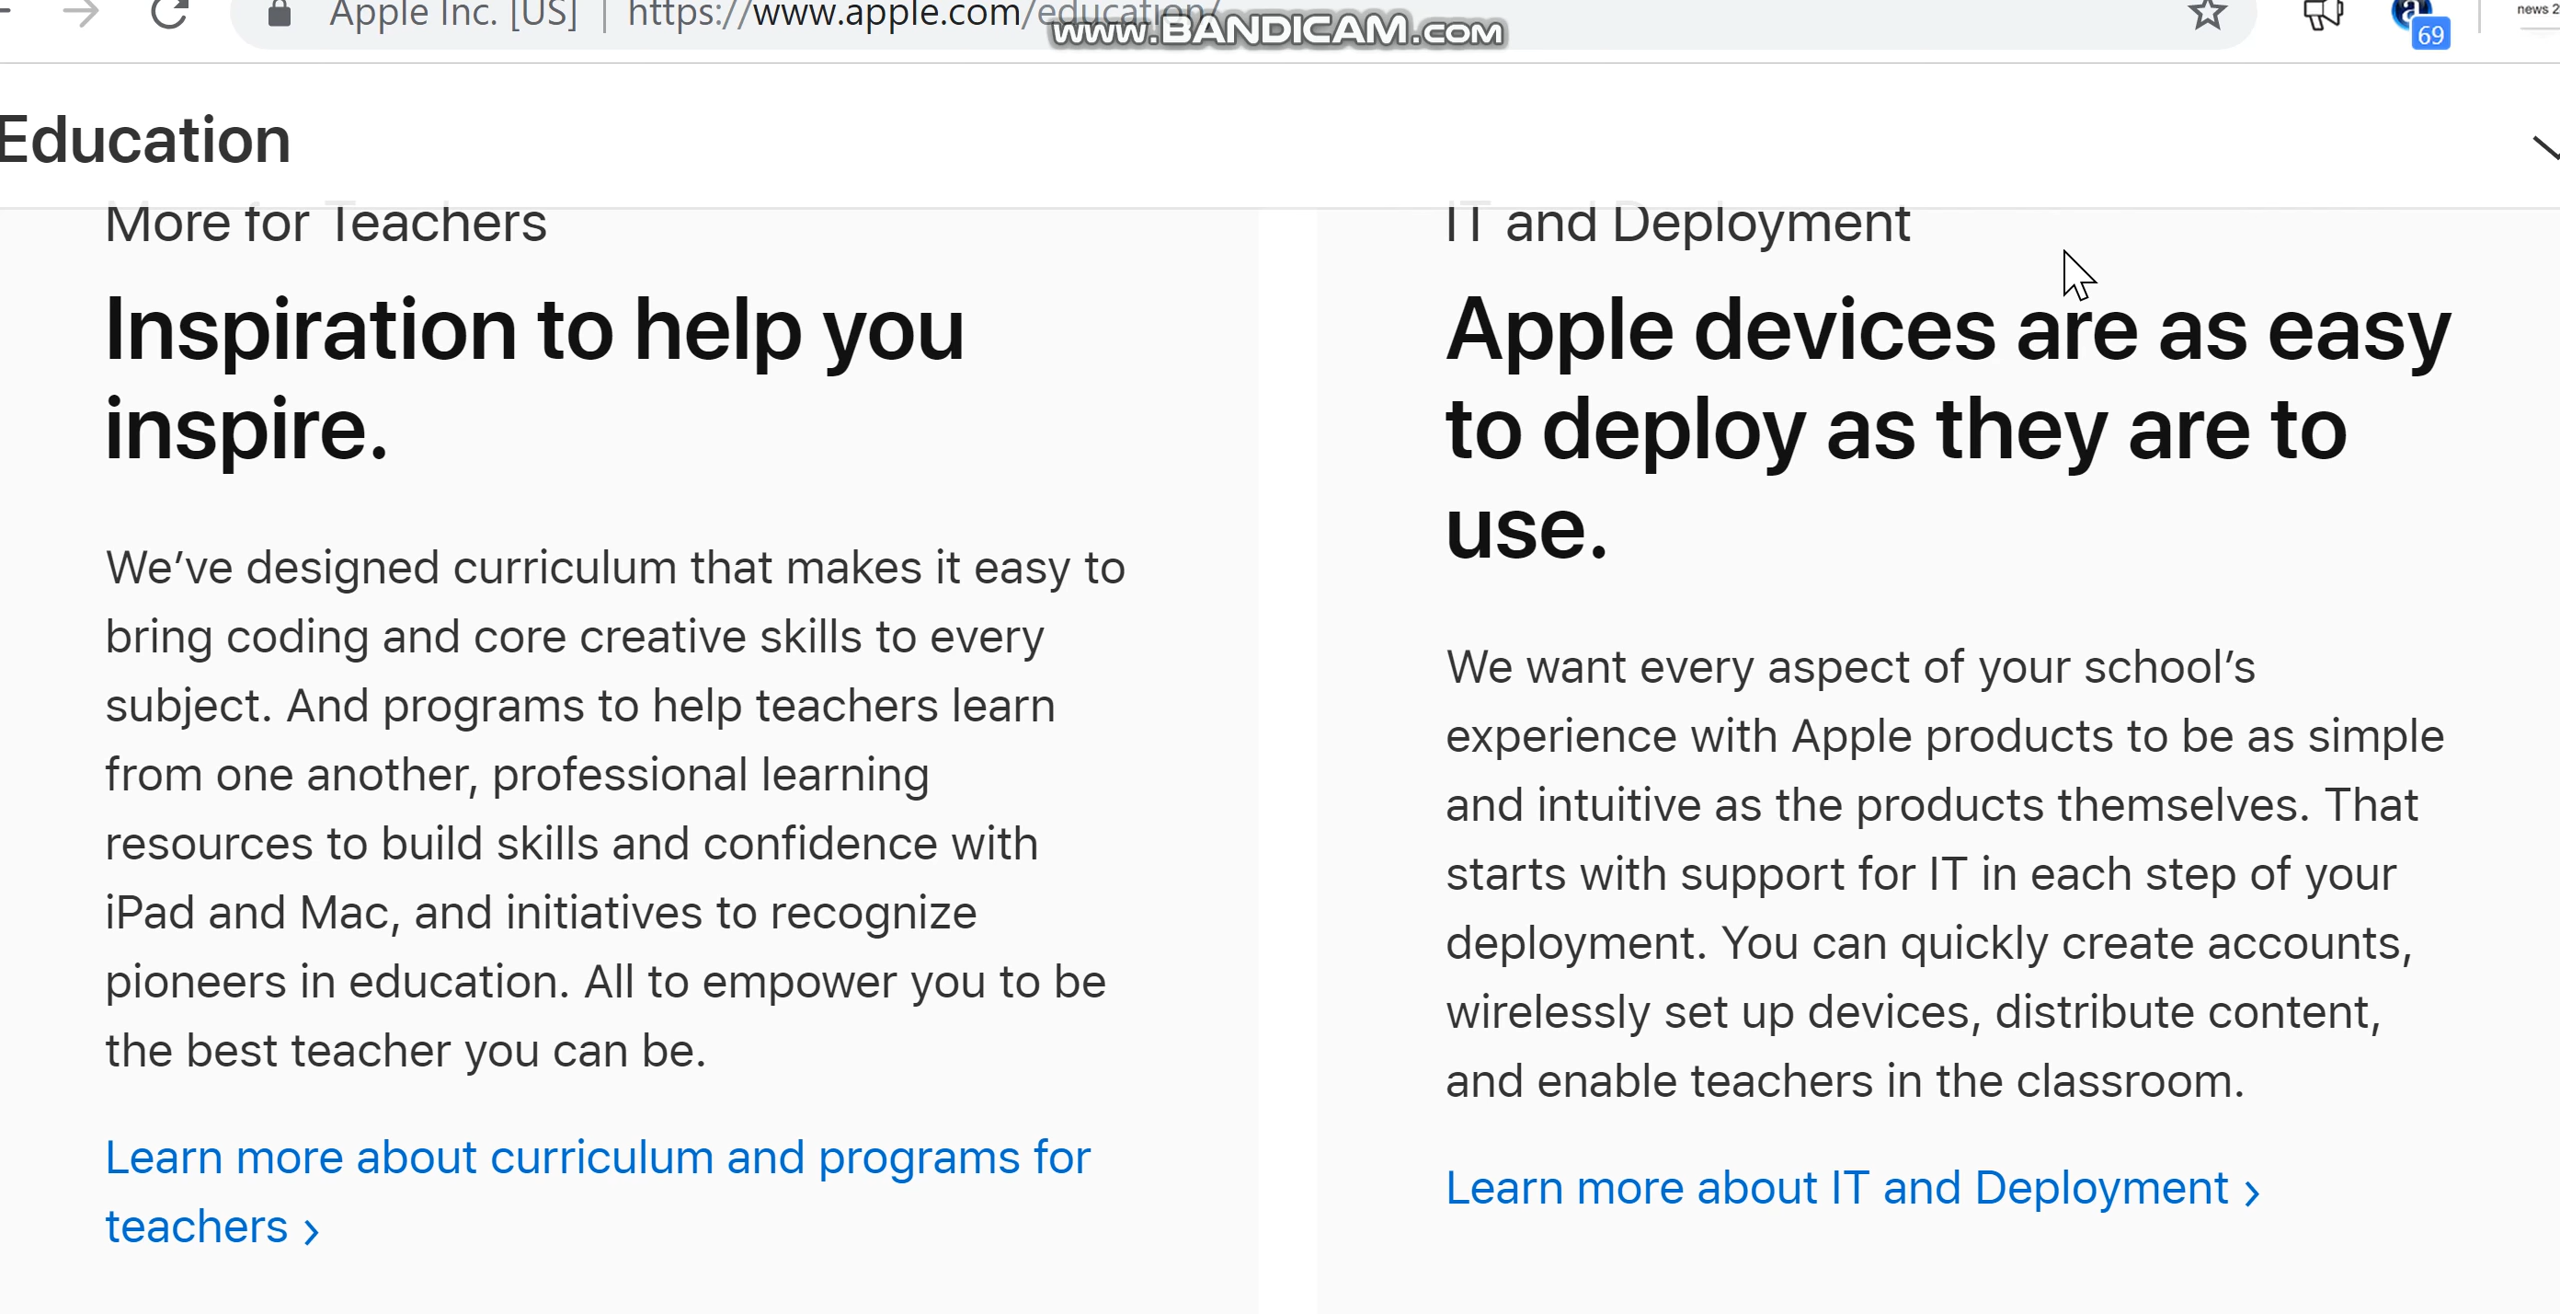 Apple Inc. [US] | https://www.apple.com/education/
www.BANDICAM.com
69
news 2
Education
More for Teachers
Inspiration to help you
inspire.
We’ve designed curriculum that makes it easy to
bring coding and core creative skills to every
subject. And programs to help teachers learn
from one another, professional learning
resources to build skills and confidence with
iPad and Mac, and initiatives to recognize
pioneers in education. All to empower you to be
the best teacher you can be.
Learn more about curriculum and programs for
teachers ›
IT and Deployment
Apple devices are as easy
to deploy as they are to
use.
We want every aspect of your school’s
experience with Apple products to be as simple
and intuitive as the products themselves. That
starts with support for IT in each step of your
deployment. You can quickly create accounts,
wirelessly set up devices, distribute content,
and enable teachers in the classroom.
Learn more about IT and Deployment ›